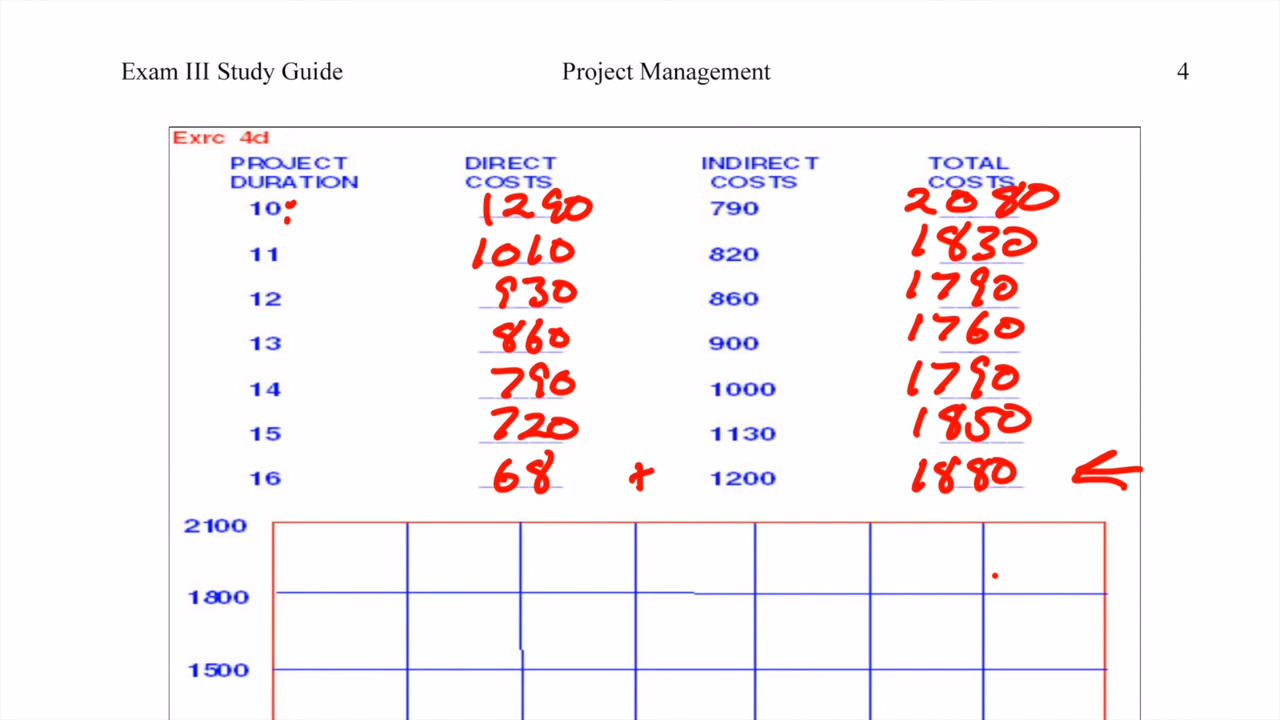 Exam III Study Guide Project Management 4
Exrc 4d
PROJECT DIRECT INDIRECT TOTAL
DURATION COSTS COSTS COSTS
10: 1290 790 2080
11 1010 820 1830
12 930 860 1790
13 860 900 1760
14 790 1000 1790
15 720 1130 1850
16 68 + 1200 1880
2100
1800
1500